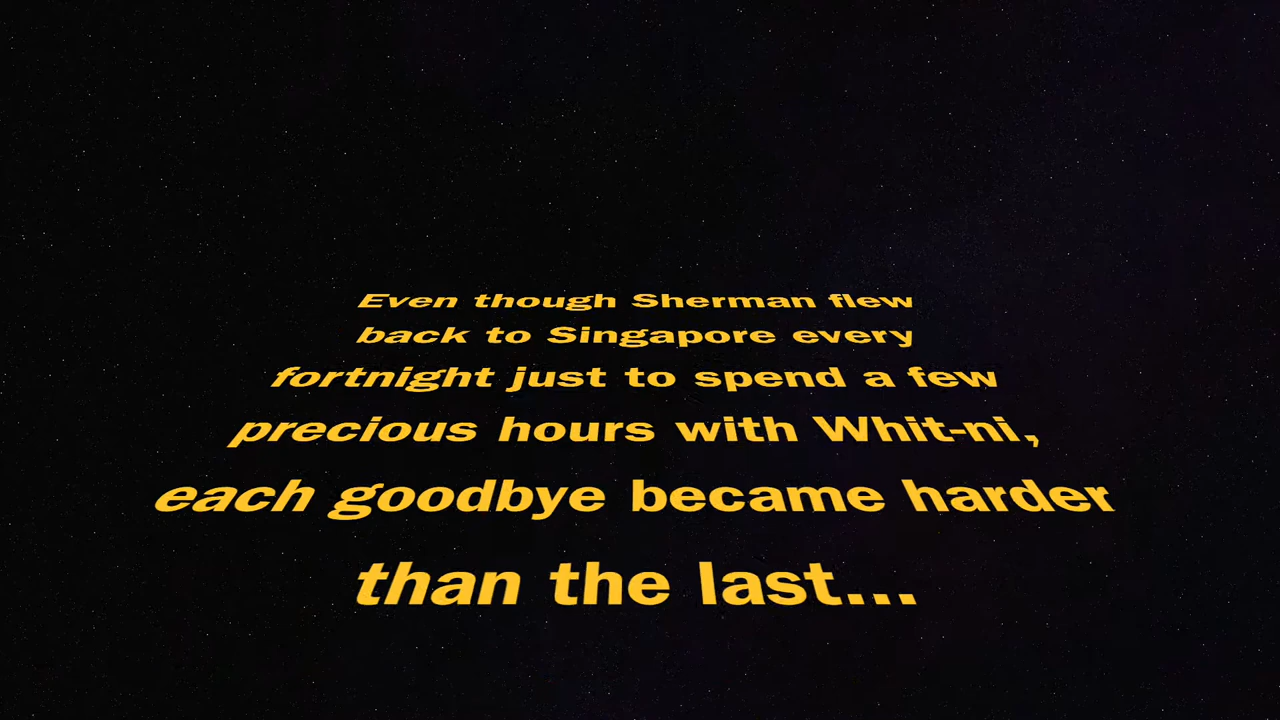 Even though Sherman flew
back to Singapore every
fortnight just to spend a few
precious hours with Whit-ni,
each goodbye became harder
than the last...